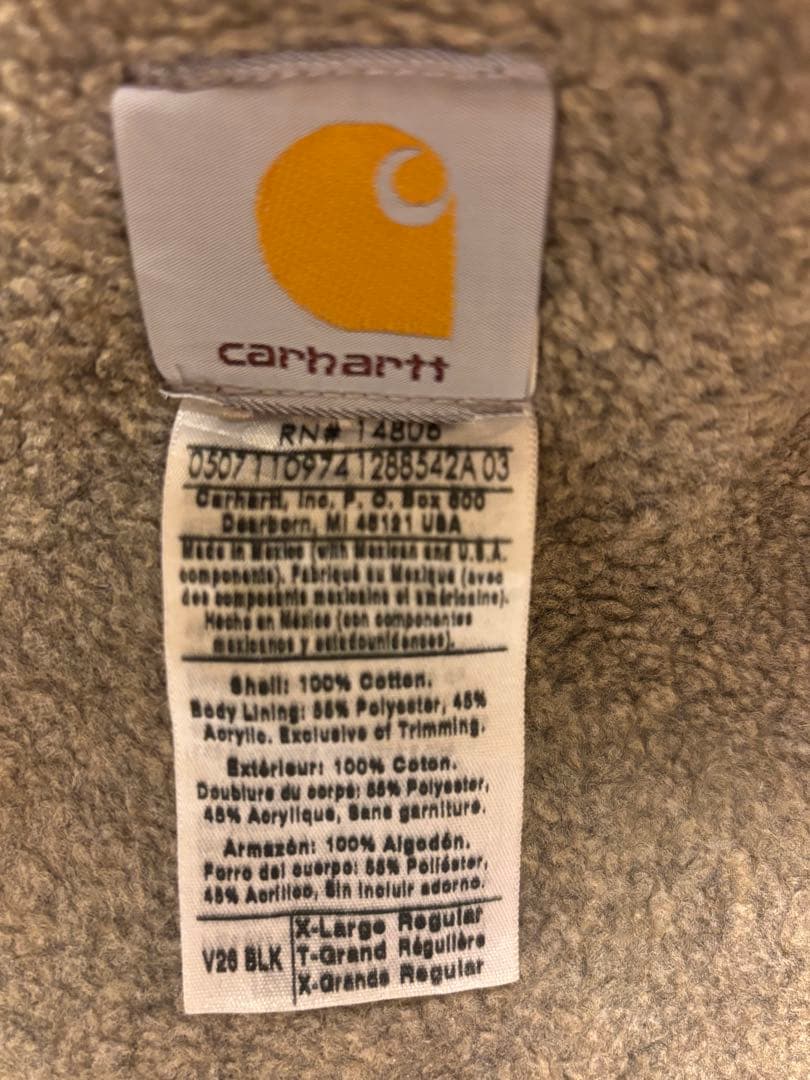 carhartt
RN# 14806
05071109741288542A 03
Carhartt, Inc, P. O. Box 600
Dearborn, MI 48121 USA
Made in Mexico (with Mexican and U.S.A.
components). Fabriqué au Mexique (avec
des composants mexicains et américains).
Hecho en México (con componentes
mexicanos y estadounidenses).
Shell: 100% Cotton.
Body Lining: 55% Polyester, 45%
Acrylic. Exclusive of Trimming.
Extérieur: 100% Coton.
Doublure du corps: 55% Polyester,
45% Acrylique, Sans garniture.
Armazón: 100% Algodón.
Forro del cuerpo: 55% Poliéster,
45% Acrílico, Sin incluir adorno.
V26 BLK
X-Large Regular
T-Grand Régulière
X-Grande Regular